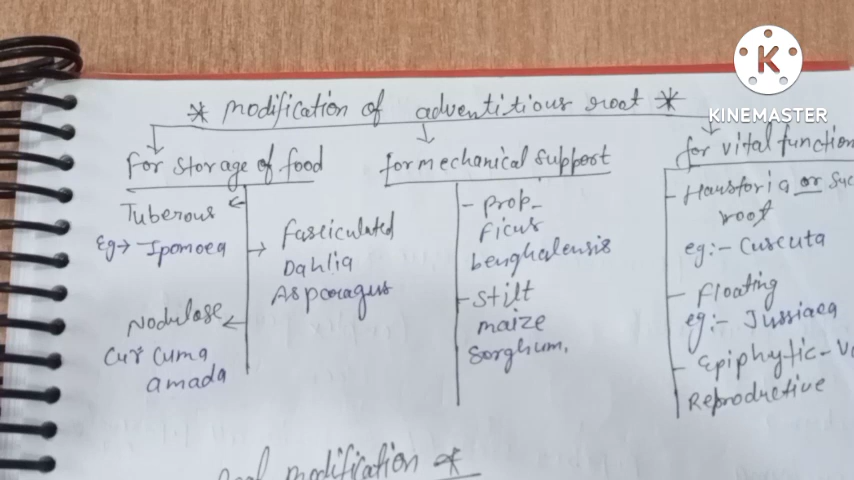 * modification of adventitious root *
For storage of food
Tuberous
Eg → Ipomoea
Nodulose
Curcuma
amada
Fasciculated
Dahlia
Asparagus
for mechanical support
- Prop-
Ficus
benghalensis
- Stilt
maize
Sorghum.
for vital function
- Haustoria or Suc
root
eg:- Cuscuta
- Floating
eg:- Jussiaea
- Epiphytic - V
Reproductive
modification *
K
KINEMASTER